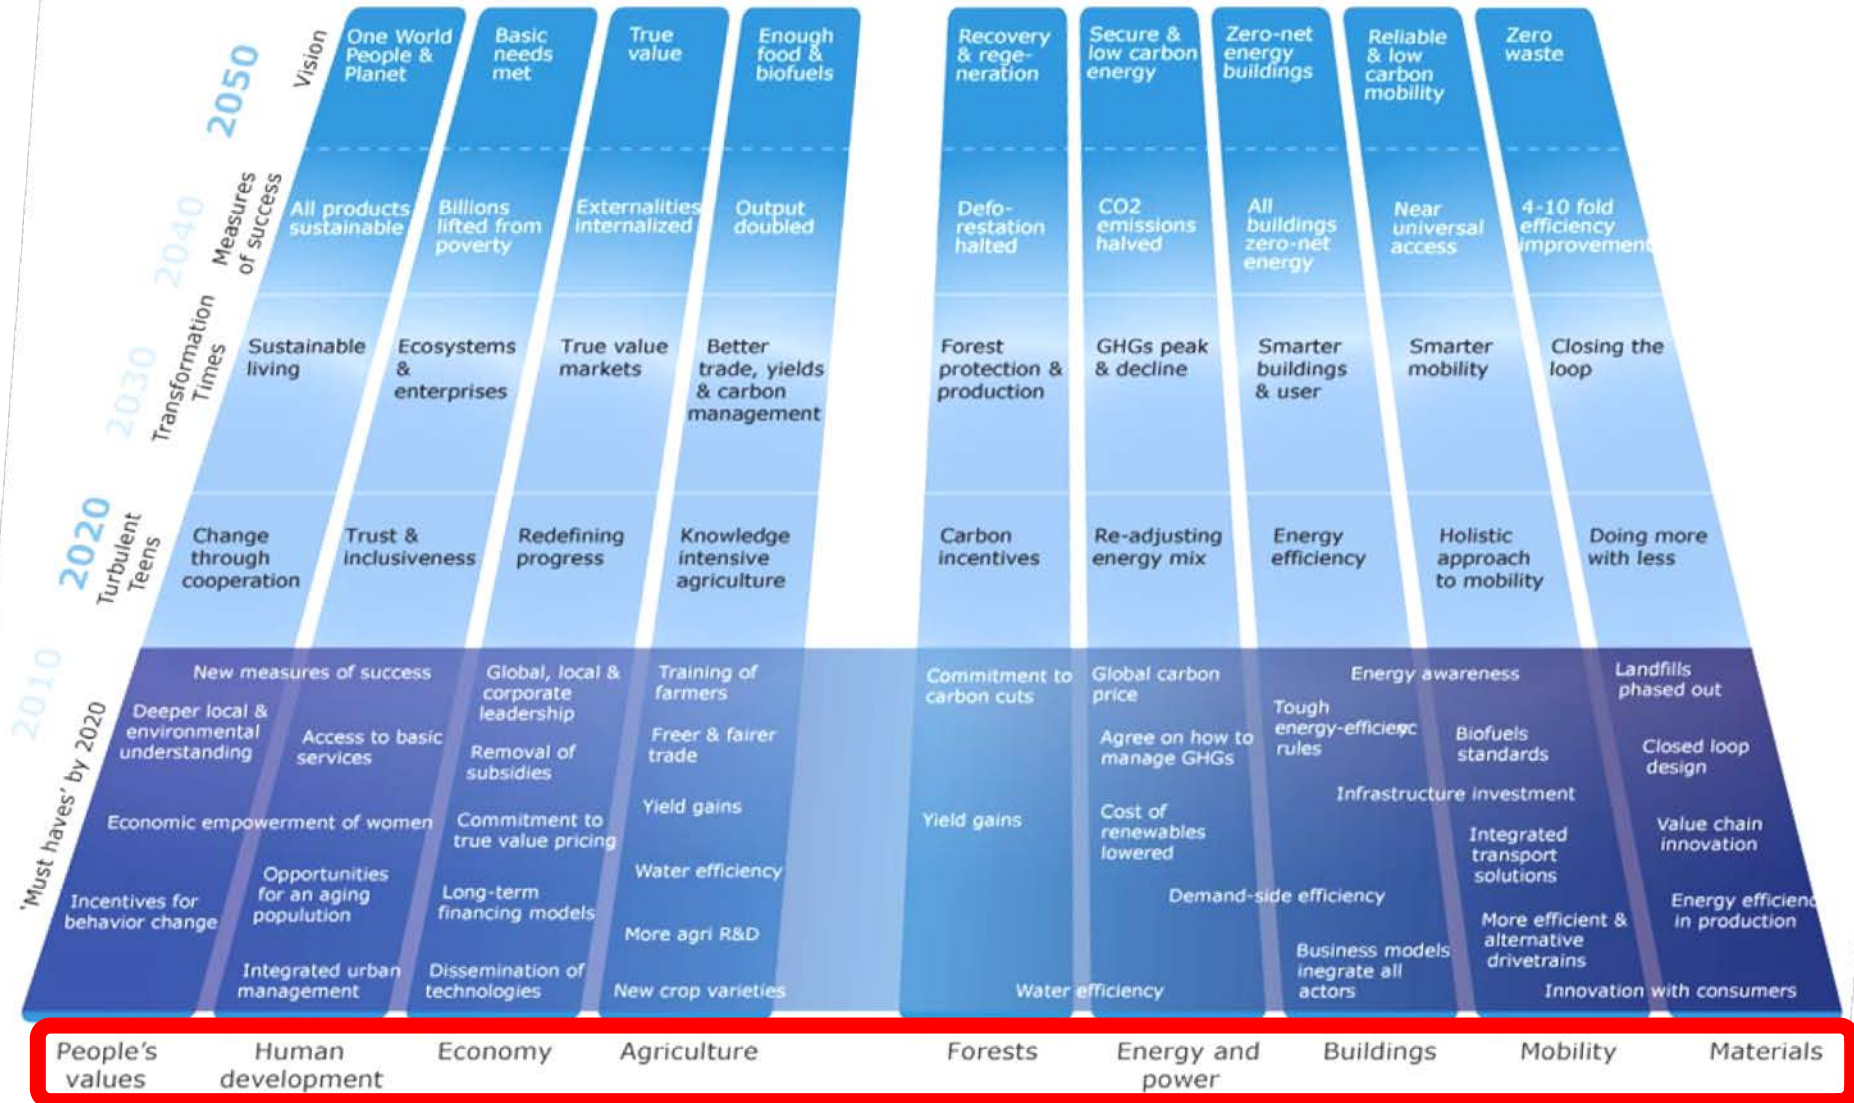 2050
Vision
One World
People &
Planet
Basic
needs
met
True
value
Enough
food &
biofuels
Recovery
& rege-
neration
Secure &
low carbon
energy
Zero-net
energy
buildings
Reliable
& low
carbon
mobility
Zero
waste
2040
Measures
of success
All products
sustainable
Billions
lifted from
poverty
Externalities
internalized
Output
doubled
Defo-
restation
halted
CO2
emissions
halved
All
buildings
zero-net
energy
Near
universal
access
4-10 fold
efficiency
improvement
2030
Transformation
Times
Sustainable
living
Ecosystems
&
enterprises
True value
markets
Better
trade, yields
& carbon
management
Forest
protection &
production
GHGs peak
& decline
Smarter
buildings
& user
Smarter
mobility
Closing the
loop
2020
Turbulent
Teens
Change
through
cooperation
Trust &
inclusiveness
Redefining
progress
Knowledge
intensive
agriculture
Carbon
incentives
Re-adjusting
energy mix
Energy
efficiency
Holistic
approach
to mobility
Doing more
with less
2010
'Must haves' by 2020
New measures of success
Deeper local &
environmental
understanding
Access to basic
services
Economic empowerment of women
Opportunities
for an aging
populution
Incentives for
behavior change
Integrated urban
management
Global, local &
corporate
leadership
Removal of
subsidies
Commitment to
true value pricing
Long-term
financing models
Dissemination of
technologies
Training of
farmers
Freer & fairer
trade
Yield gains
Water efficiency
More agri R&D
New crop varieties
Commitment to
carbon cuts
Yield gains
Water efficiency
Global carbon
price
Agree on how to
manage GHGs
Cost of
renewables
lowered
Demand-side efficiency
Energy awareness
Tough
energy-efficienc
rules
Infrastructure investment
Business models
inegrate all
actors
Biofuels
standards
Integrated
transport
solutions
More efficient &
alternative
drivetrains
Innovation with consumers
Landfills
phased out
Closed loop
design
Value chain
innovation
Energy efficienc
in production
People's
values
Human
development
Economy
Agriculture
Forests
Energy and
power
Buildings
Mobility
Materials